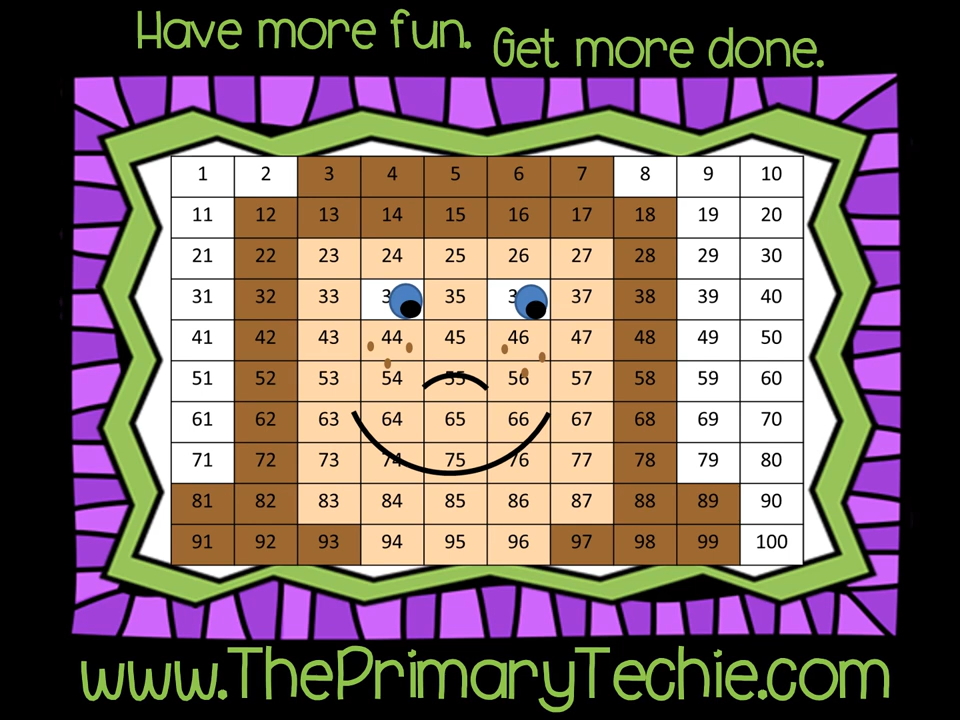 Have more fun. Get more done.
1 2 3 4 5 6 7 8 9 10
11 12 13 14 15 16 17 18 19 20
21 22 23 24 25 26 27 28 29 30
31 32 33 35 37 38 39 40
41 42 43 44 45 46 47 48 49 50
51 52 53 54 55 56 57 58 59 60
61 62 63 64 65 66 67 68 69 70
71 72 73 74 75 76 77 78 79 80
81 82 83 84 85 86 87 88 89 90
91 92 93 94 95 96 97 98 99 100
www.ThePrimaryTechie.com